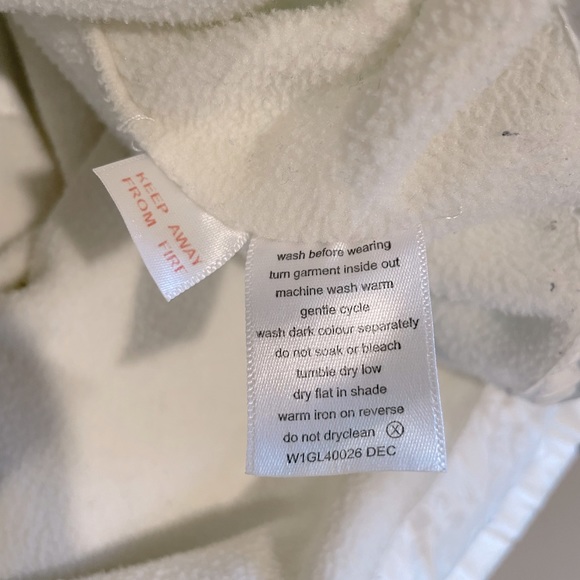 KEEP AWAY
FROM FIRE
wash before wearing
turn garment inside out
machine wash warm
gentle cycle
wash dark colour separately
do not soak or bleach
tumble dry low
dry flat in shade
warm iron on reverse
do not dryclean Ⓧ
W1GL40026 DEC